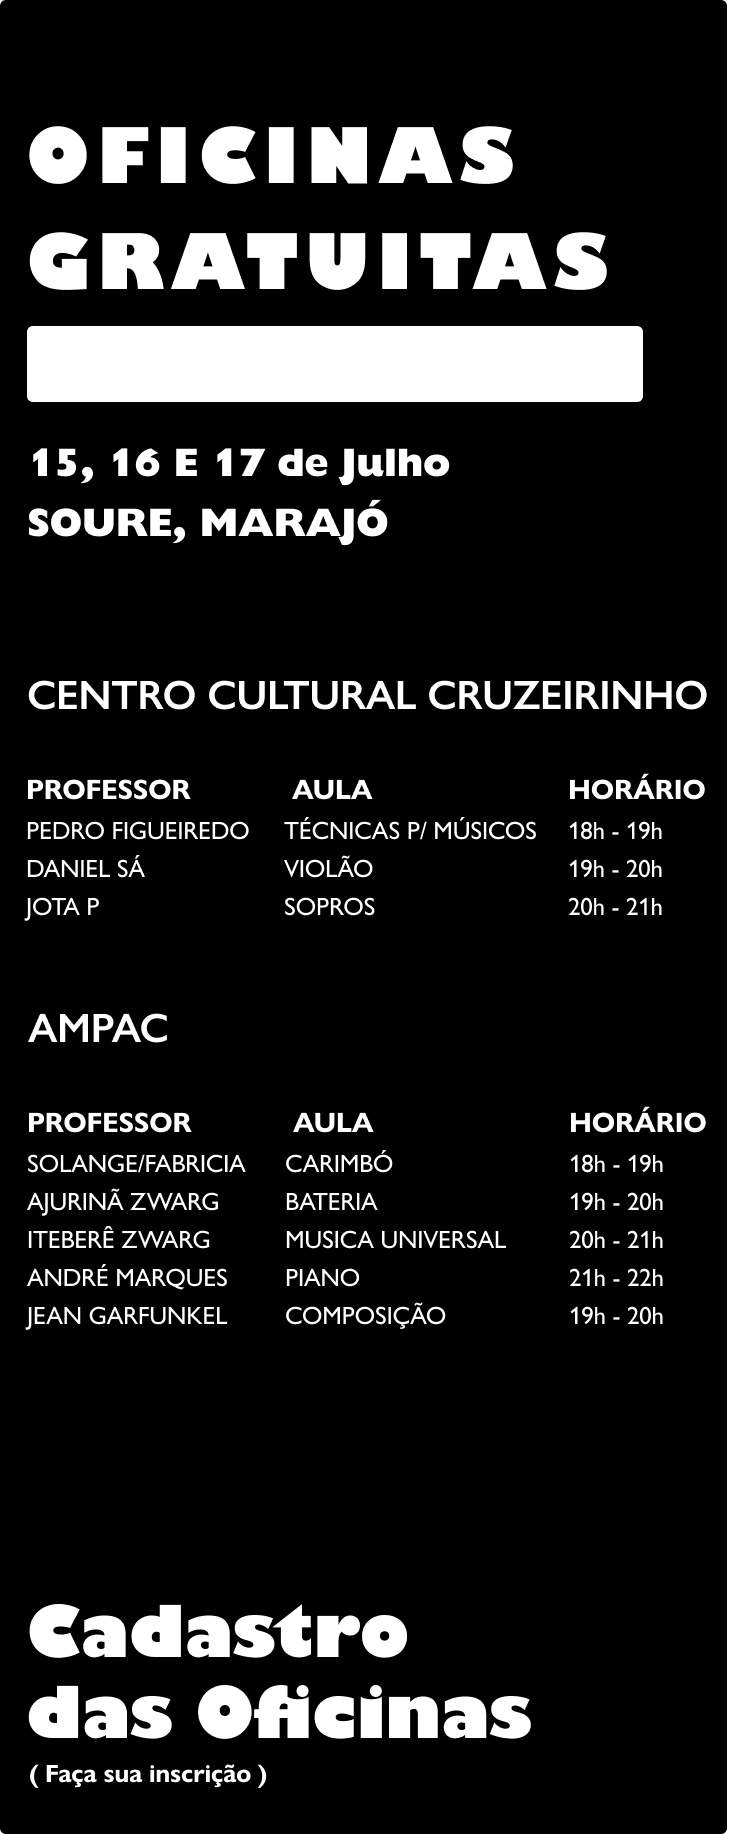 OFICINAS
GRATUITAS
15, 16 E 17 de Julho
SOURE, MARAJÓ
CENTRO CULTURAL CRUZEIRINHO
PROFESSOR AULA HORÁRIO
PEDRO FIGUEIREDO TÉCNICAS P/ MÚSICOS 18h - 19h
DANIEL SÁ VIOLÃO 19h - 20h
JOTA P SOPROS 20h - 21h
AMPAC
PROFESSOR AULA HORÁRIO
SOLANGE/FABRICIA CARIMBÓ 18h - 19h
AJURINÃ ZWARG BATERIA 19h - 20h
ITEBERÊ ZWARG MUSICA UNIVERSAL 20h - 21h
ANDRÉ MARQUES PIANO 21h - 22h
JEAN GARFUNKEL COMPOSIÇÃO 19h - 20h
Cadastro
das Oficinas
( Faça sua inscrição )